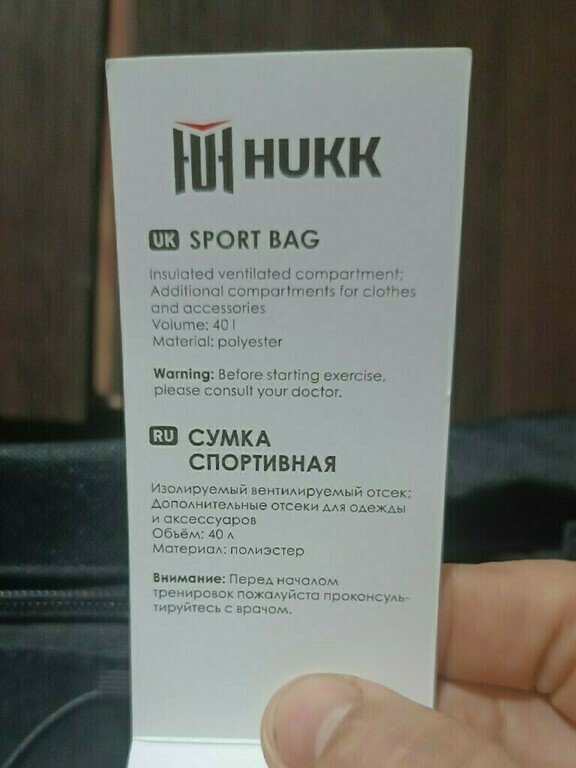 HUKK
UK SPORT BAG
Insulated ventilated compartment;
Additional compartments for clothes
and accessories
Volume: 40 l
Material: polyester
Warning: Before starting exercise,
please consult your doctor.
RU СУМКА
СПОРТИВНАЯ
Изолируемый вентилируемый отсек;
Дополнительные отсеки для одежды
и аксессуаров
Объём: 40 л
Материал: полиэстер
Внимание: Перед началом
тренировок пожалуйста проконсуль-
тируйтесь с врачом.